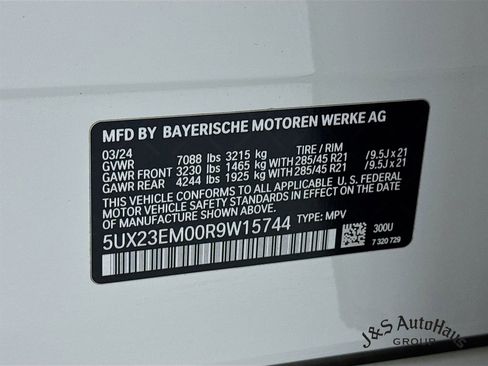 MFD BY BAYERISCHE MOTOREN WERKE AG
03/24 7088 lbs 3215 kg TIRE / RIM
GVWR
GAWR FRONT 3230 lbs 1465 kg 285/45 R21 /9.5J x 21
GAWR REAR 4244 lbs 1925 kg 285/45 R21 /9.5J x 21
THIS VEHICLE CONFORMS TO ALL APPLICABLE U.S. FEDERAL
MOTOR VEHICLE SAFETY STANDARDS IN EFFECT ON THE DATE
OF MANUFACTURE SHOWN ABOVE.
5UX23EM00R9W15744 TYPE: MPV
300U
7 320 729
J&S AutoHaus
GROUP